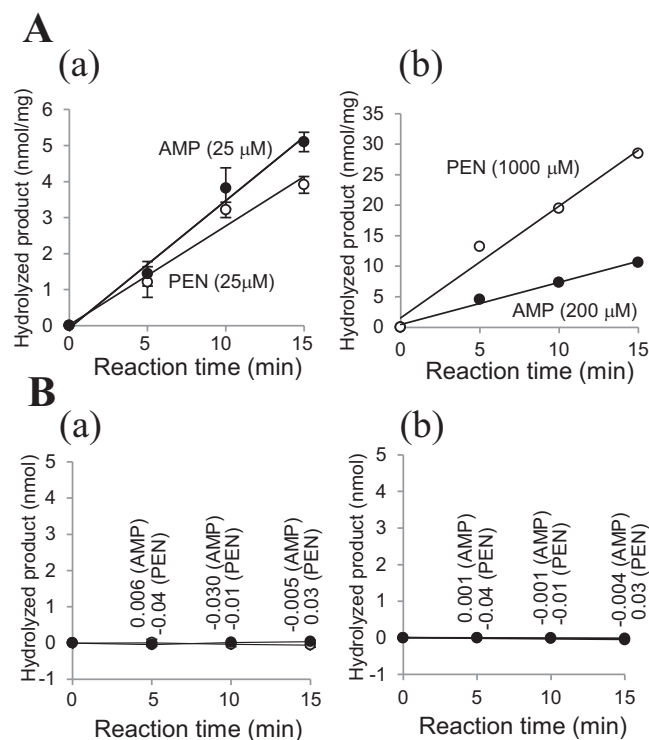 A
(a)
Hydrolyzed product (nmol/mg)
6
5
4
3
2
1
0
AMP (25 μM)
PEN (25μM)
0
5
10
15
Reaction time (min)
(b)
Hydrolyzed product (nmol/mg)
35
30
25
20
15
10
5
0
PEN (1000 μM)
AMP (200 μM)
0
5
10
15
Reaction time (min)
B
(a)
Hydrolyzed product (nmol)
5
4
3
2
1
0
-1
0.006 (AMP)
-0.04 (PEN)
-0.030 (AMP)
-0.01 (PEN)
-0.005 (AMP)
0.03 (PEN)
0
5
10
15
Reaction time (min)
(b)
Hydrolyzed product (nmol)
5
4
3
2
1
0
-1
0.001 (AMP)
-0.04 (PEN)
-0.001 (AMP)
-0.01 (PEN)
-0.004 (AMP)
0.03 (PEN)
0
5
10
15
Reaction time (min)